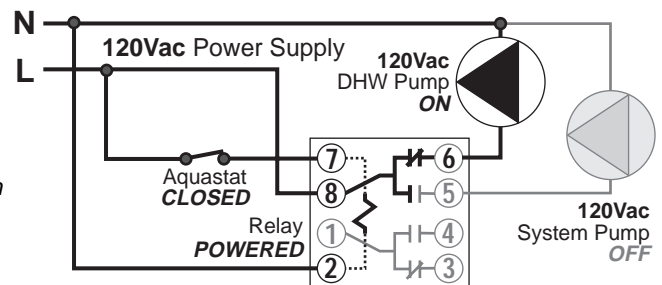 N
120Vac Power Supply
L
120Vac
DHW Pump
ON
Aquastat
CLOSED
Relay
POWERED
7
8
1
2
6
5
4
3
120Vac
System Pump
OFF